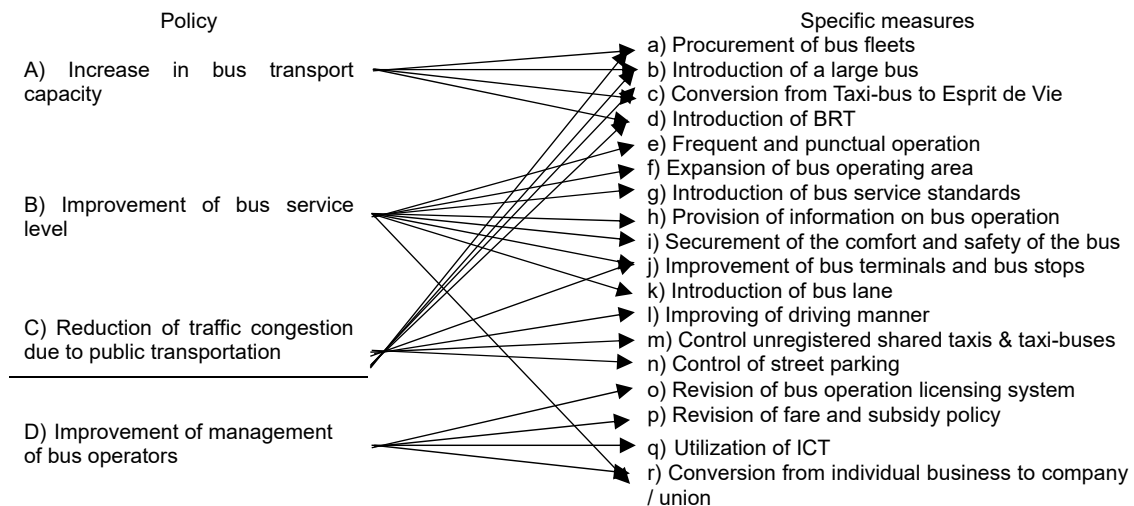 Policy
Specific measures
A) Increase in bus transport
capacity
B) Improvement of bus service
level
C) Reduction of traffic congestion
due to public transportation
D) Improvement of management
of bus operators
a) Procurement of bus fleets
b) Introduction of a large bus
c) Conversion from Taxi-bus to Esprit de Vie
d) Introduction of BRT
e) Frequent and punctual operation
f) Expansion of bus operating area
g) Introduction of bus service standards
h) Provision of information on bus operation
i) Securement of the comfort and safety of the bus
j) Improvement of bus terminals and bus stops
k) Introduction of bus lane
l) Improving of driving manner
m) Control unregistered shared taxis & taxi-buses
n) Control of street parking
o) Revision of bus operation licensing system
p) Revision of fare and subsidy policy
q) Utilization of ICT
r) Conversion from individual business to company
/ union